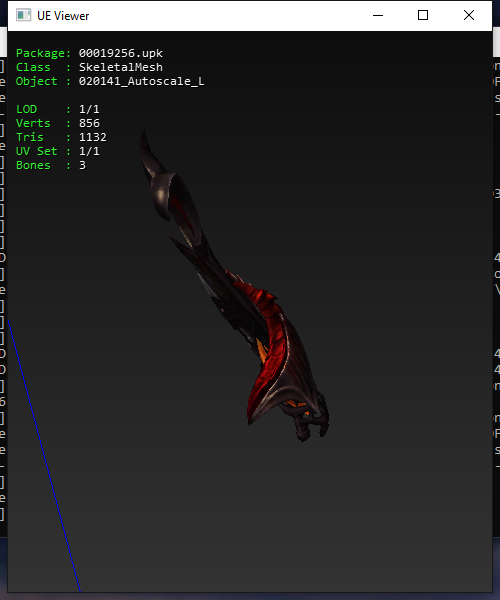 UE Viewer
Package: 00019256.upk
Class : SkeletalMesh
Object : 020141_Autoscale_L
LOD : 1/1
Verts : 856
Tris : 1132
UV Set : 1/1
Bones : 3